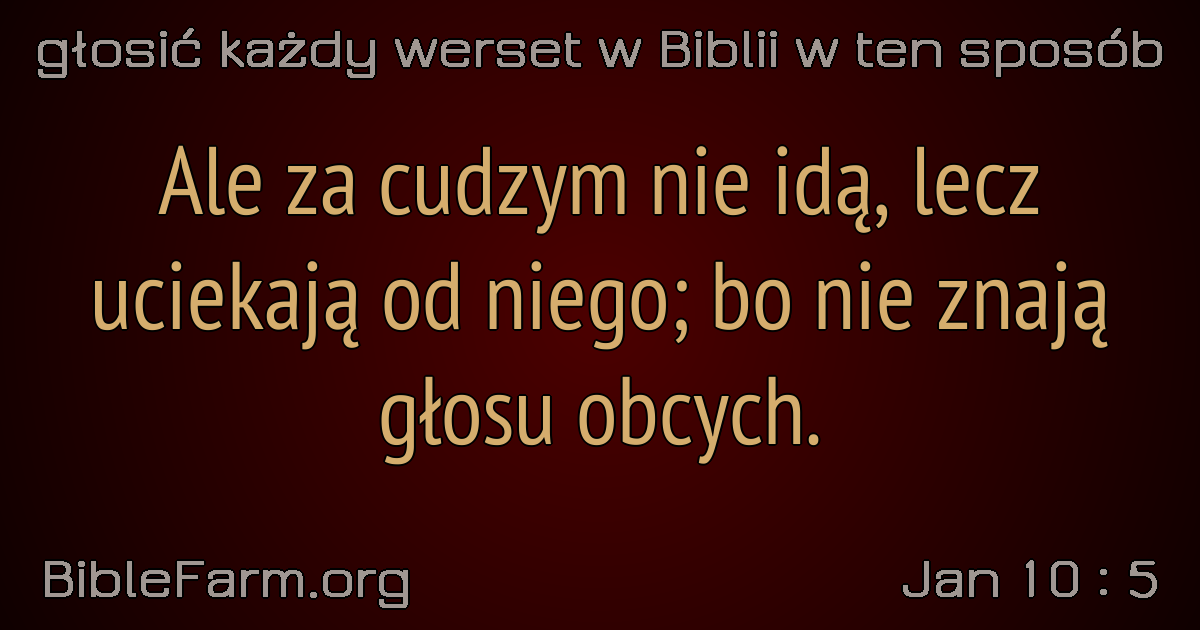 głosić każdy werset w Biblii w ten sposób
Ale za cudzym nie idą, lecz
uciekają od niego; bo nie znają
głosu obcych.
BibleFarm.org
Jan 10 : 5